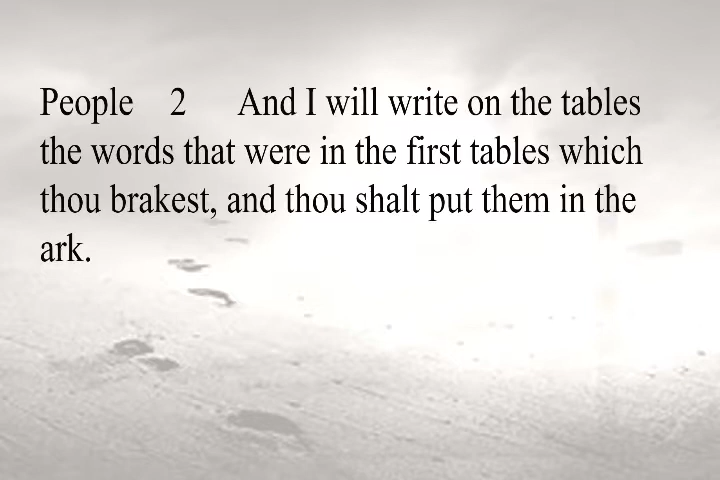 People 2 And I will write on the tables
the words that were in the first tables which
thou brakest, and thou shalt put them in the
ark.